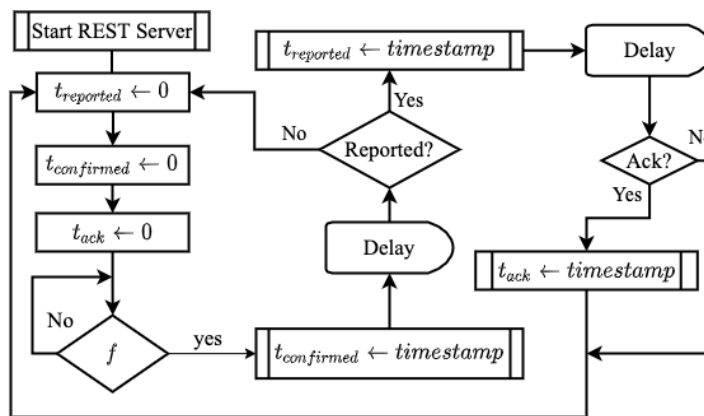 Start REST Server
t_reported ← 0
t_confirmed ← 0
t_ack ← 0
No
f
yes
t_confirmed ← timestamp
Delay
Reported?
No
Yes
t_reported ← timestamp
Delay
Ack?
Yes
t_ack ← timestamp